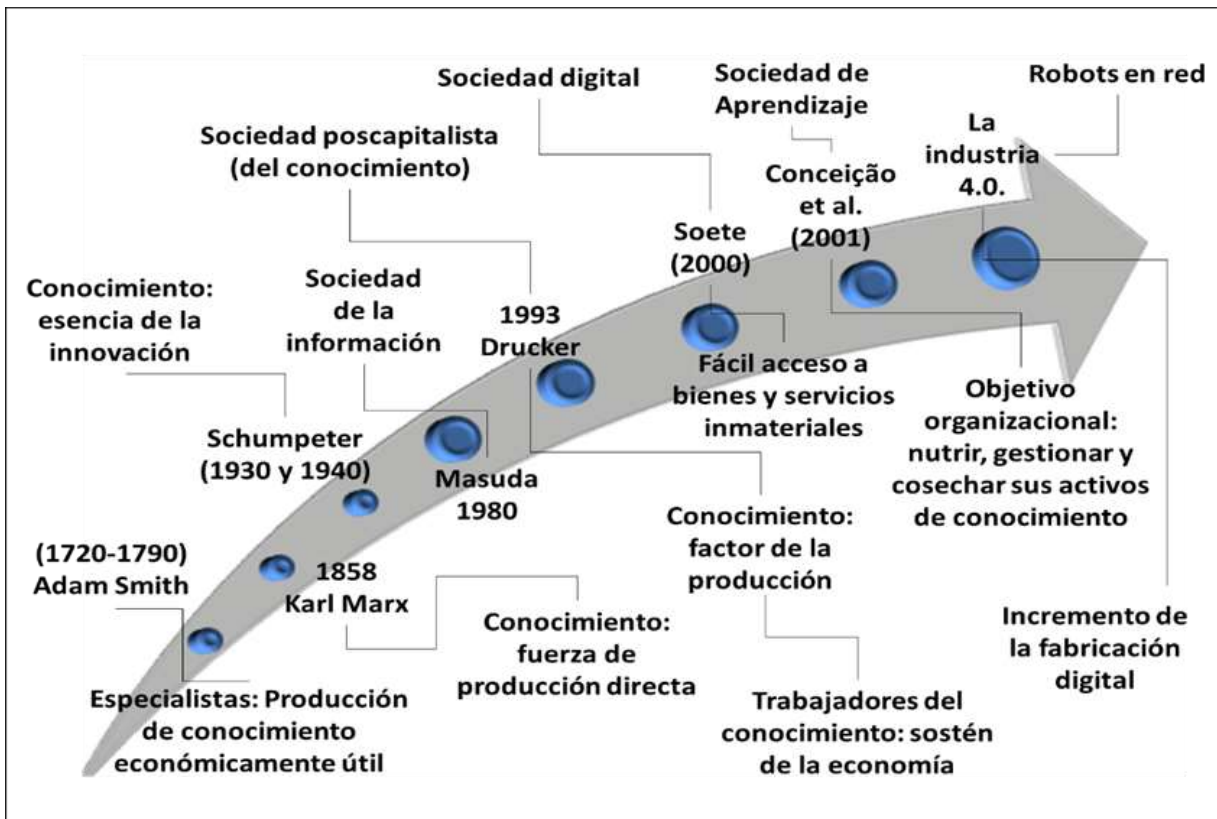 Sociedad digital
Sociedad de
Aprendizaje
Robots en red
Sociedad poscapitalista
(del conocimiento)
La
industria
4.0.
Conceição
et al.
(2001)
Soete
(2000)
Conocimiento:
esencia de la
innovación
Sociedad
de la
información
1993
Drucker
Fácil acceso a
bienes y servicios
inmateriales
Objetivo
organizacional:
nutrir, gestionar y
cosechar sus activos
de conocimiento
Schumpeter
(1930 y 1940)
Masuda
1980
Conocimiento:
factor de la
producción
(1720-1790)
Adam Smith
1858
Karl Marx
Conocimiento:
fuerza de
producción directa
Incremento de
la fabricación
digital
Especialistas: Producción
de conocimiento
económicamente útil
Trabajadores del
conocimiento: sostén
de la economía